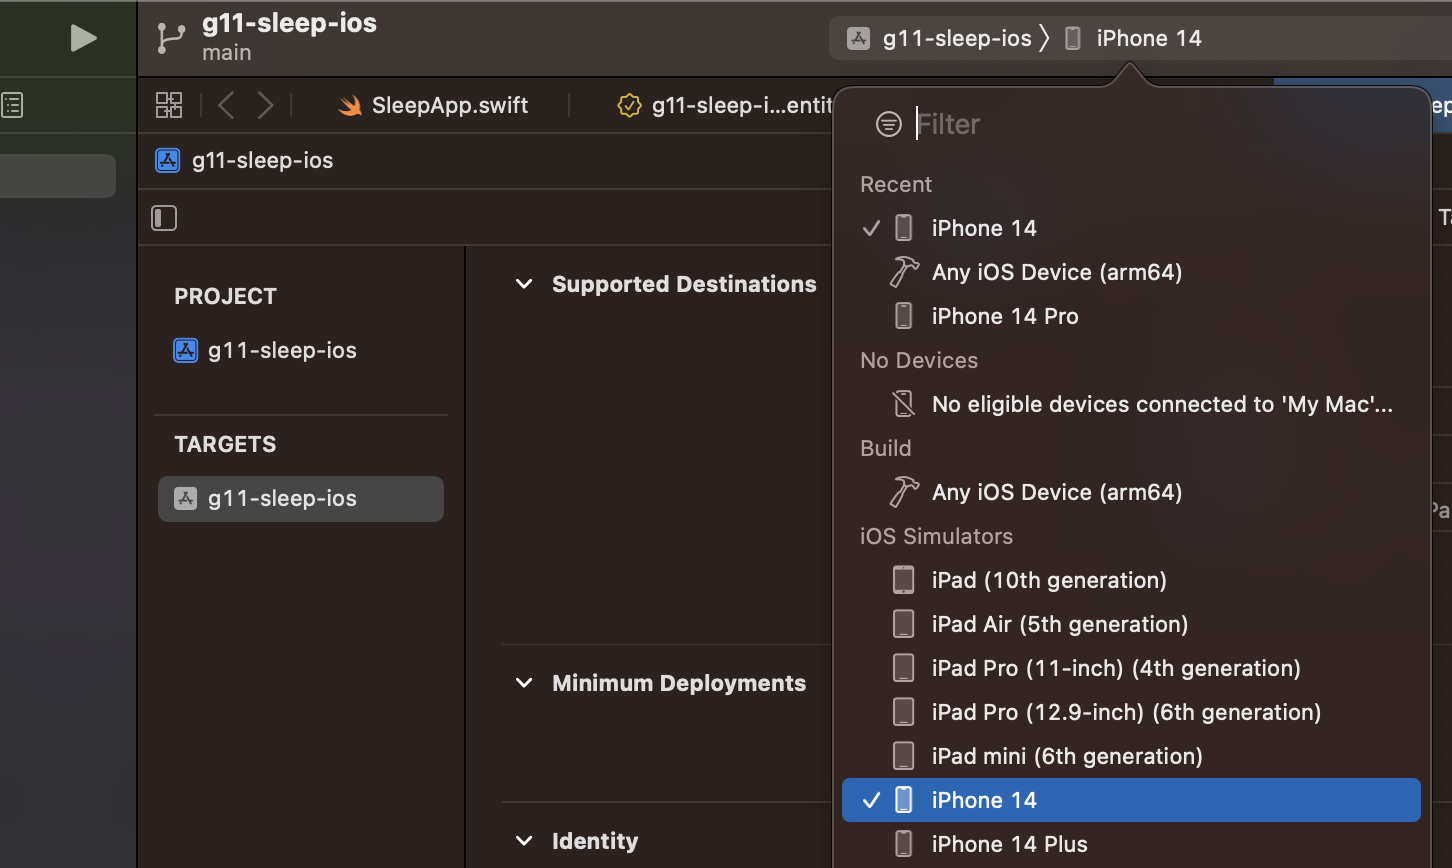 g11-sleep-ios
main
g11-sleep-ios
iPhone 14
SleepApp.swift
g11-sleep-i...entit
g11-sleep-ios
PROJECT
g11-sleep-ios
TARGETS
g11-sleep-ios
Supported Destinations
Minimum Deployments
Identity
Filter
Recent
iPhone 14
Any iOS Device (arm64)
iPhone 14 Pro
No Devices
No eligible devices connected to 'My Mac'...
Build
Any iOS Device (arm64)
iOS Simulators
iPad (10th generation)
iPad Air (5th generation)
iPad Pro (11-inch) (4th generation)
iPad Pro (12.9-inch) (6th generation)
iPad mini (6th generation)
iPhone 14
iPhone 14 Plus